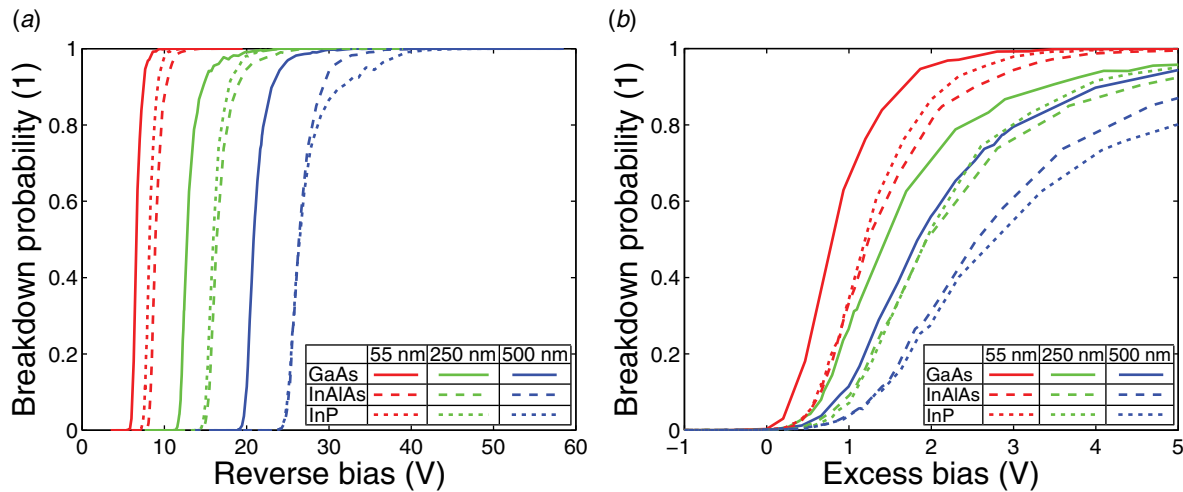 (a)
Breakdown probability (1)
1
0.8
0.6
0.4
0.2
0
0 10 20 30 40 50 60
Reverse bias (V)
55 nm 250 nm 500 nm
GaAs
InAlAs
InP
(b)
Breakdown probability (1)
1
0.8
0.6
0.4
0.2
0
−1 0 1 2 3 4 5
Excess bias (V)
55 nm 250 nm 500 nm
GaAs
InAlAs
InP